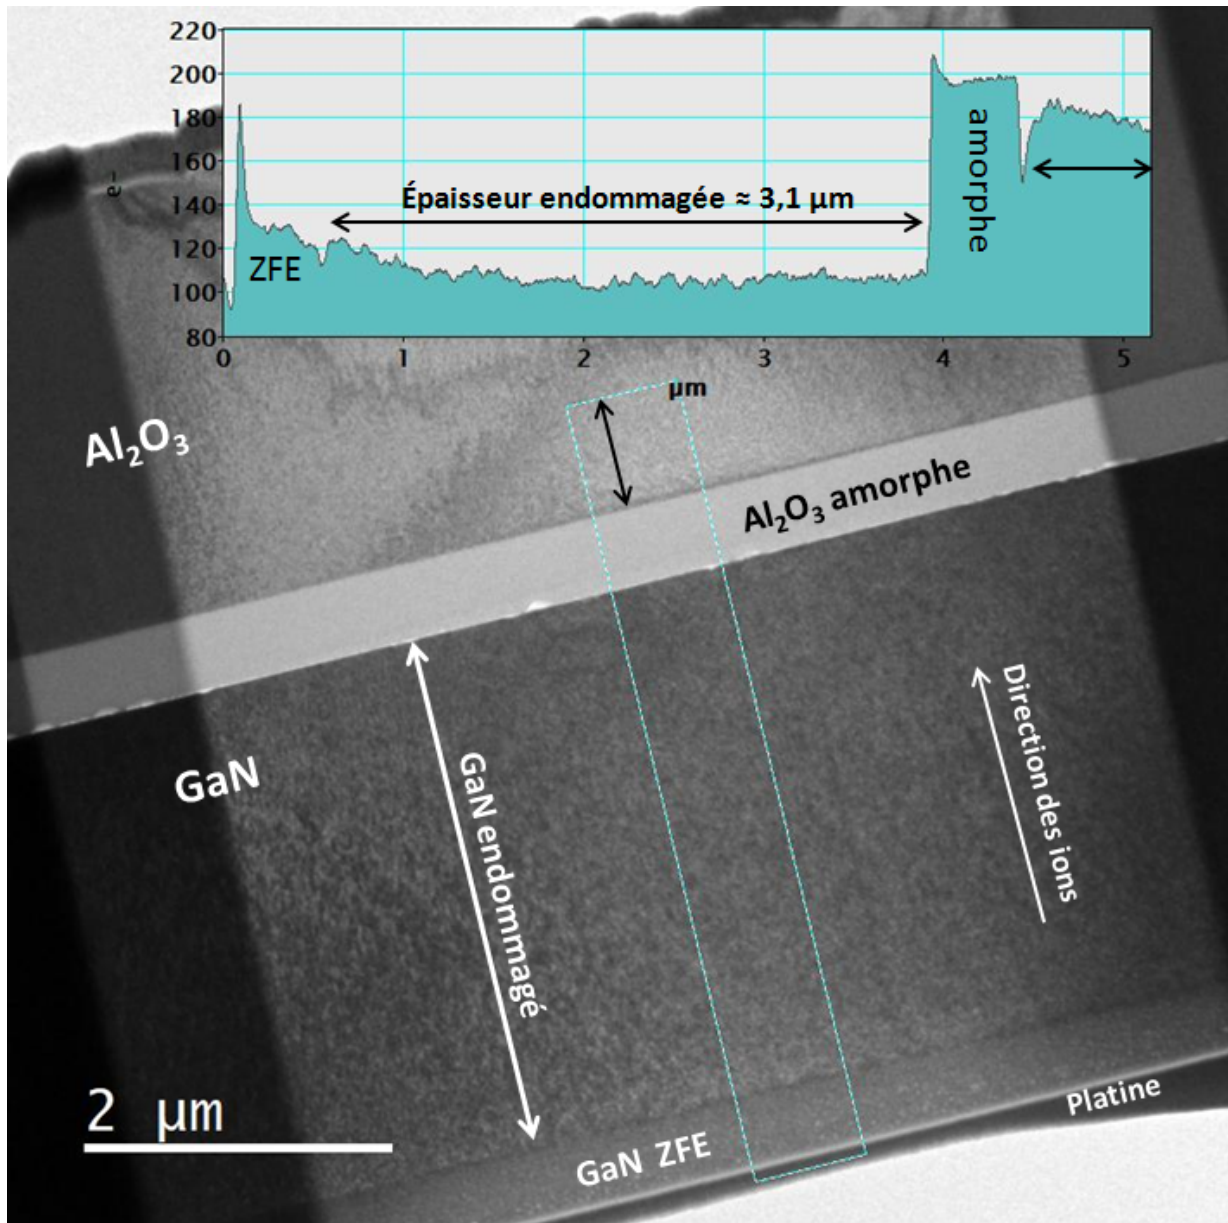 220
200
180
160
140
120
100
80
e-
Épaisseur endommagée ≈ 3,1 µm
ZFE
amorphe
0 1 2 3 4 5
µm
Al₂O₃
Al₂O₃ amorphe
GaN
GaN endommagé
Direction des ions
2 µm
GaN ZFE
Platine